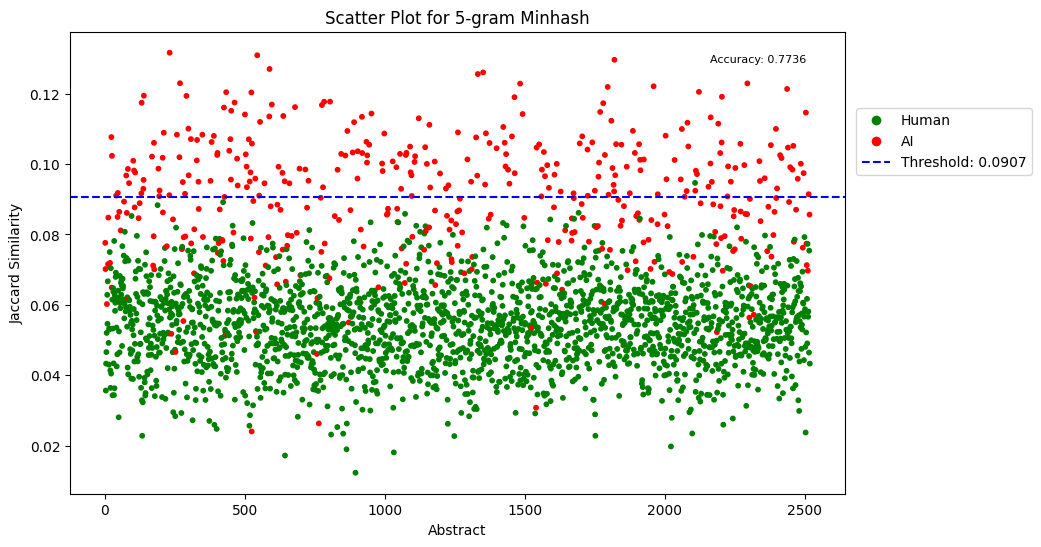 Scatter Plot for 5-gram Minhash
Accuracy: 0.7736
Human
AI
Threshold: 0.0907
Jaccard Similarity
0.12
0.10
0.08
0.06
0.04
0.02
0 500 1000 1500 2000 2500
Abstract